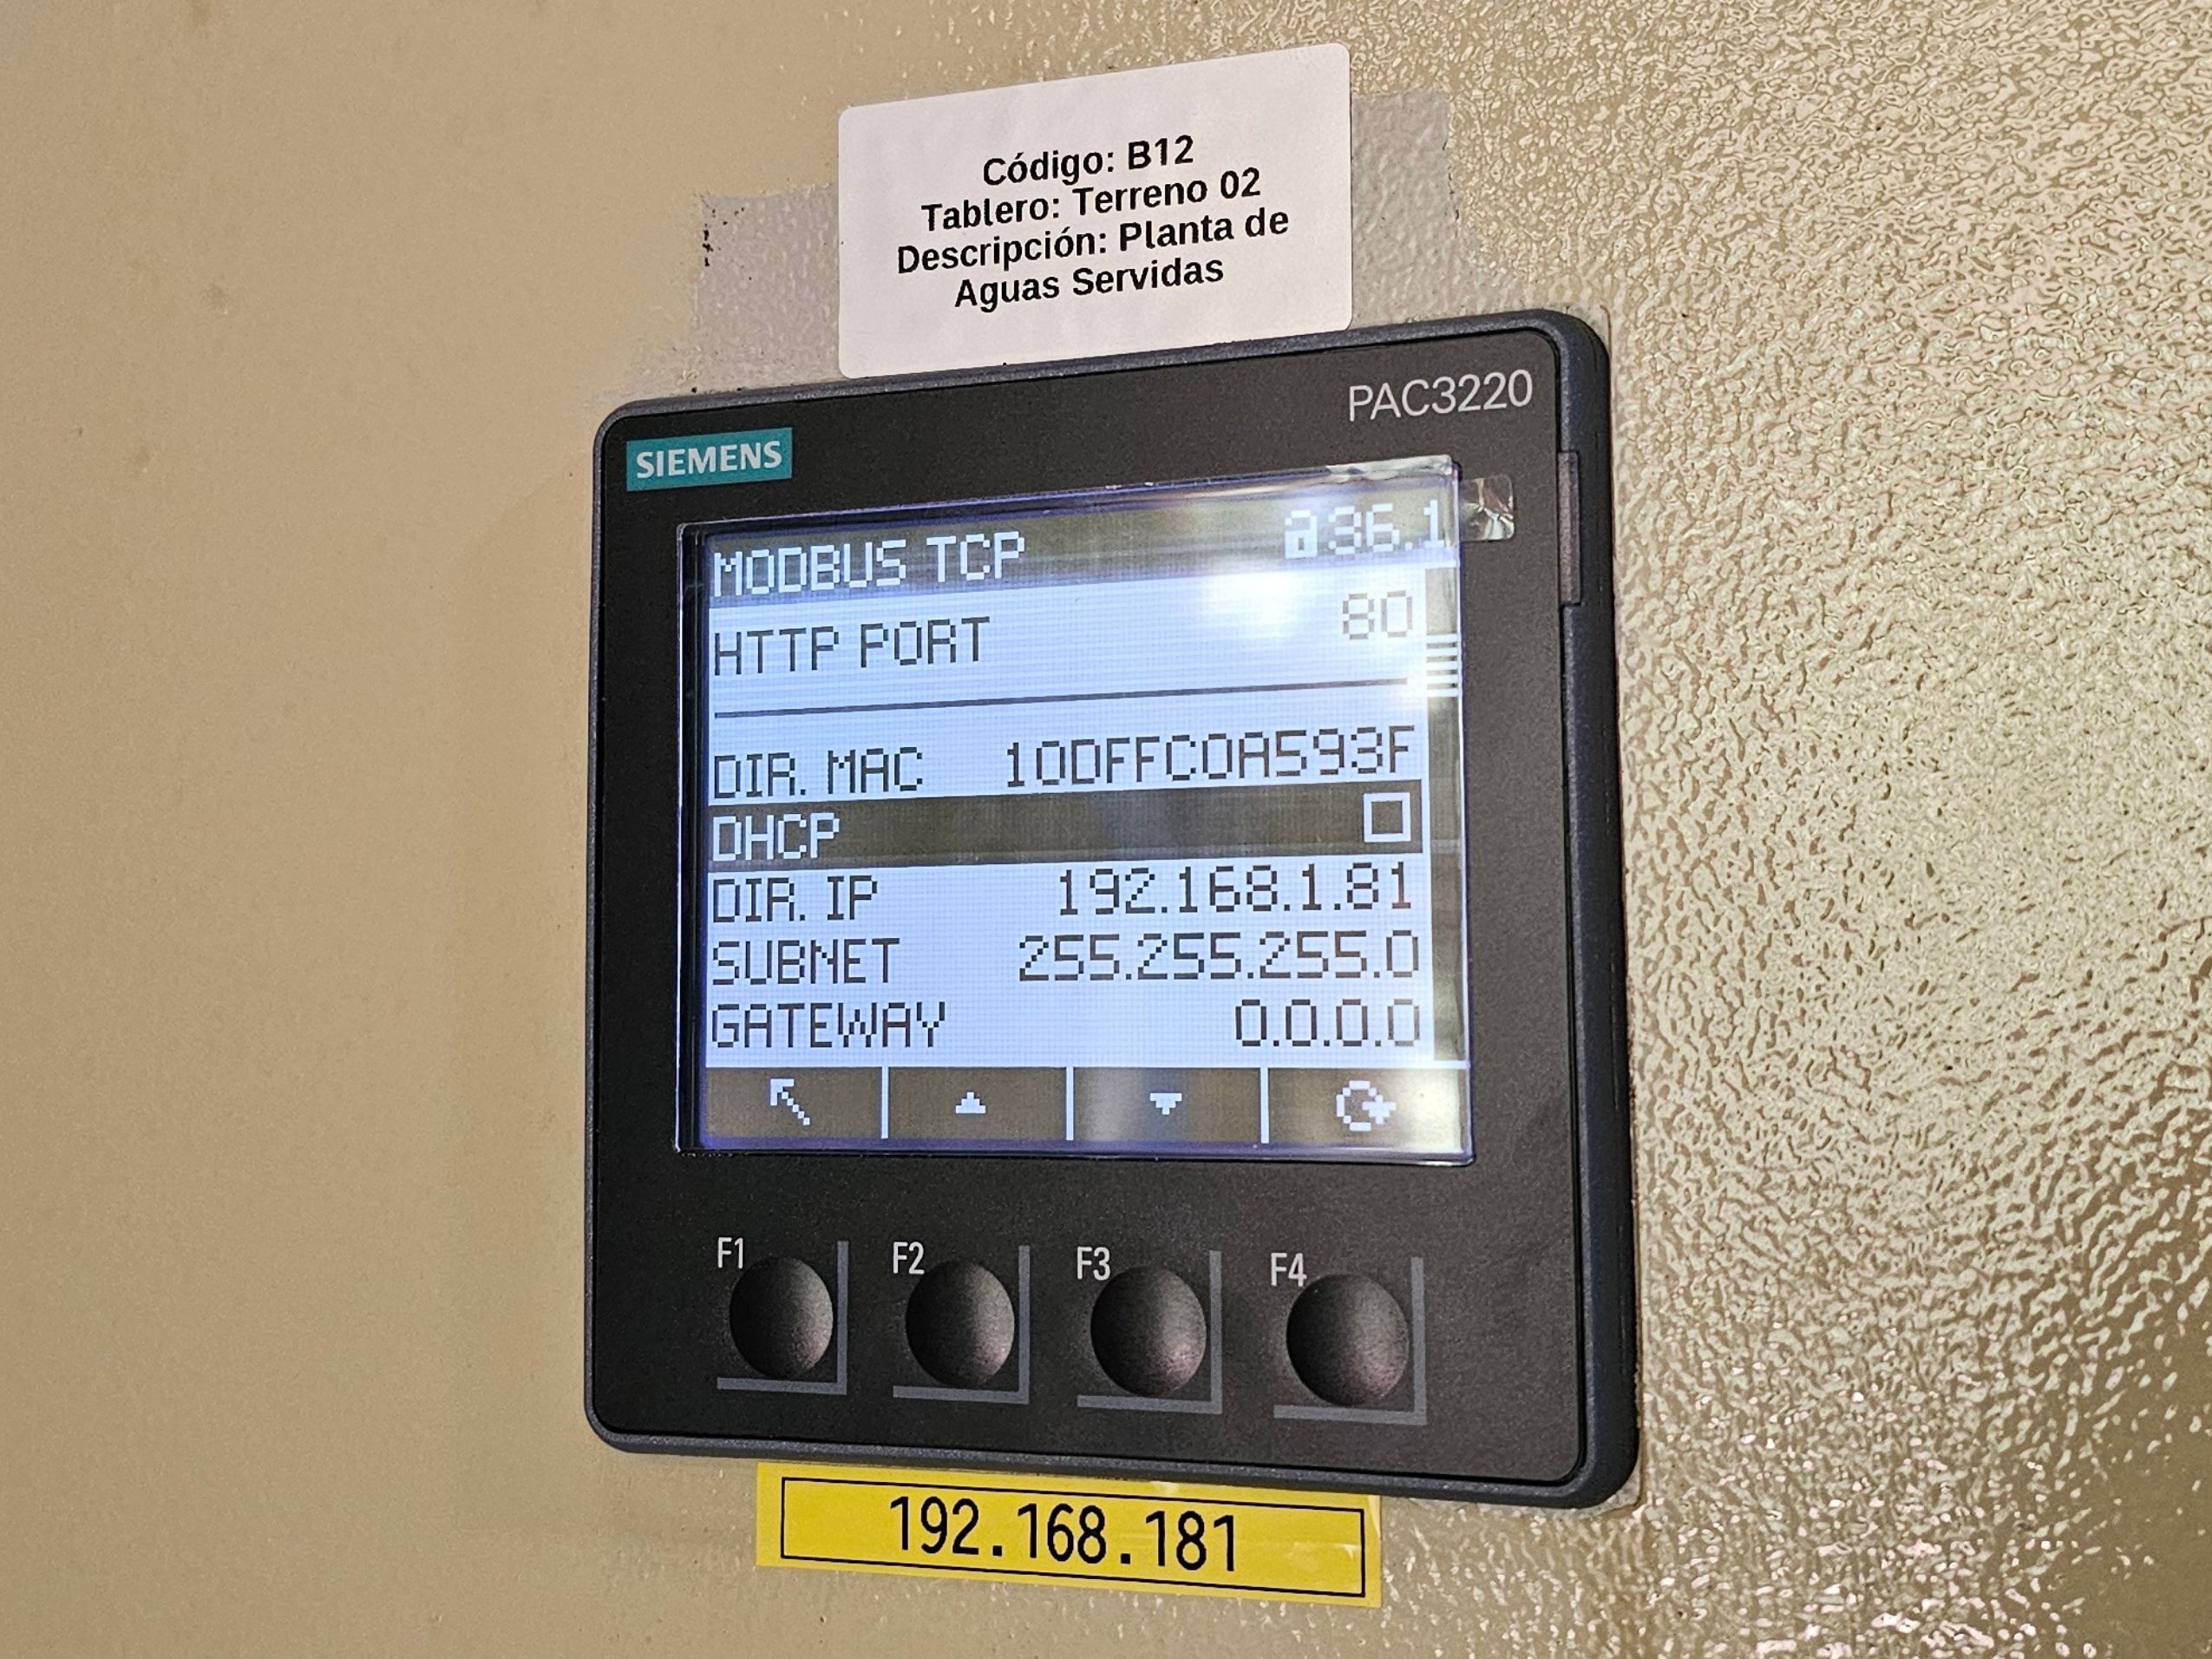 Código: B12
Tablero: Terreno 02
Descripción: Planta de
Aguas Servidas
PAC3220
SIEMENS
MODBUS TCP 36.1
HTTP PORT 80
DIR. MAC 10DFFC0A593F
DHCP
DIR. IP 192.168.1.81
SUBNET 255.255.255.0
GATEWAY 0.0.0.0
F1 F2 F3 F4
192.168.181